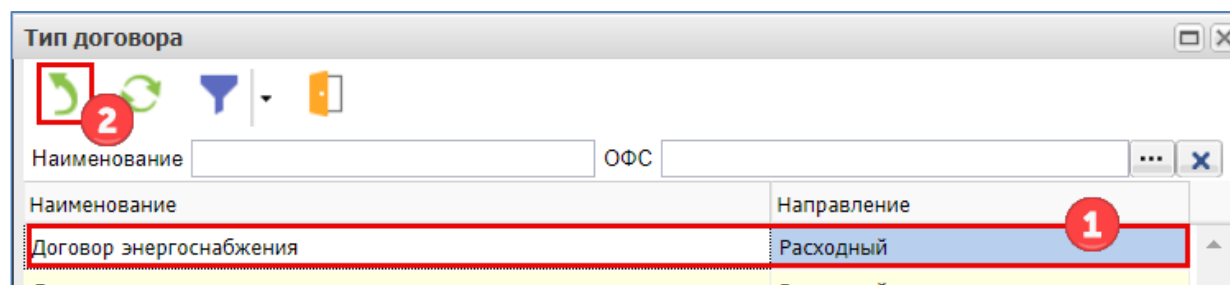 Тип договора
2
Наименование ОФС ...
Наименование Направление
1
Договор энергоснабжения Расходный